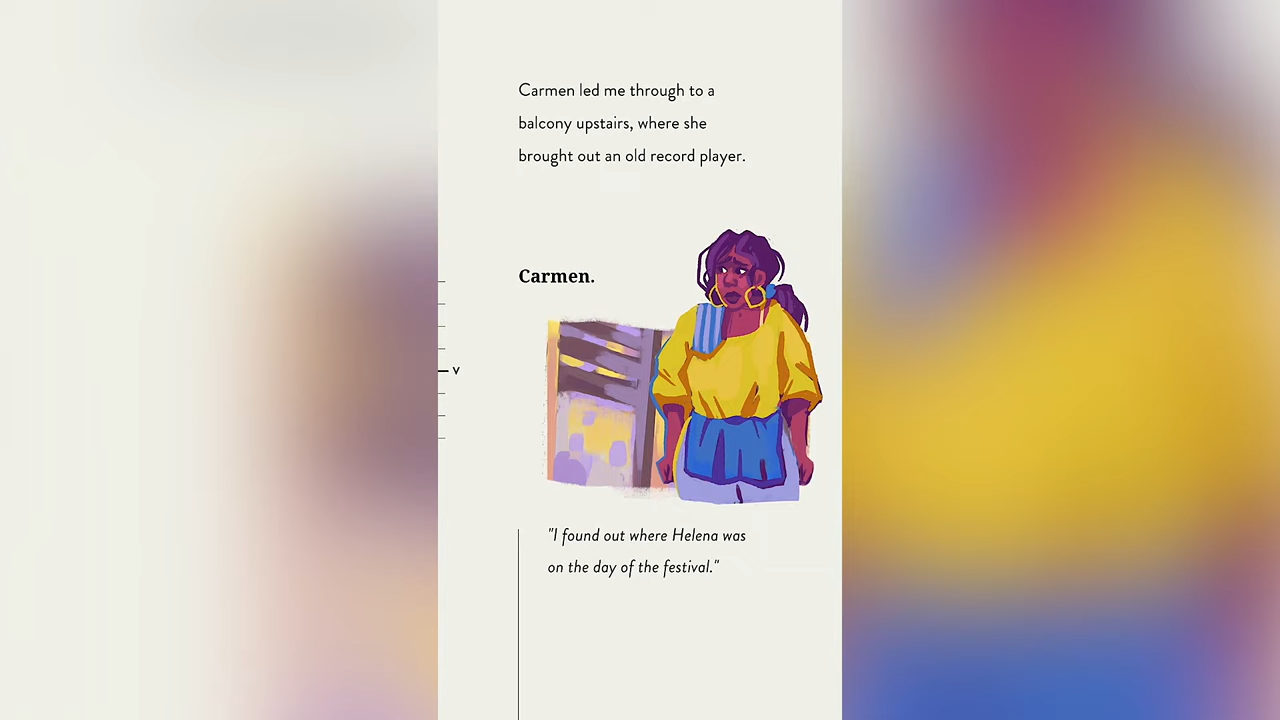 Carmen led me through to a
balcony upstairs, where she
brought out an old record player.
Carmen.
V
"I found out where Helena was
on the day of the festival."